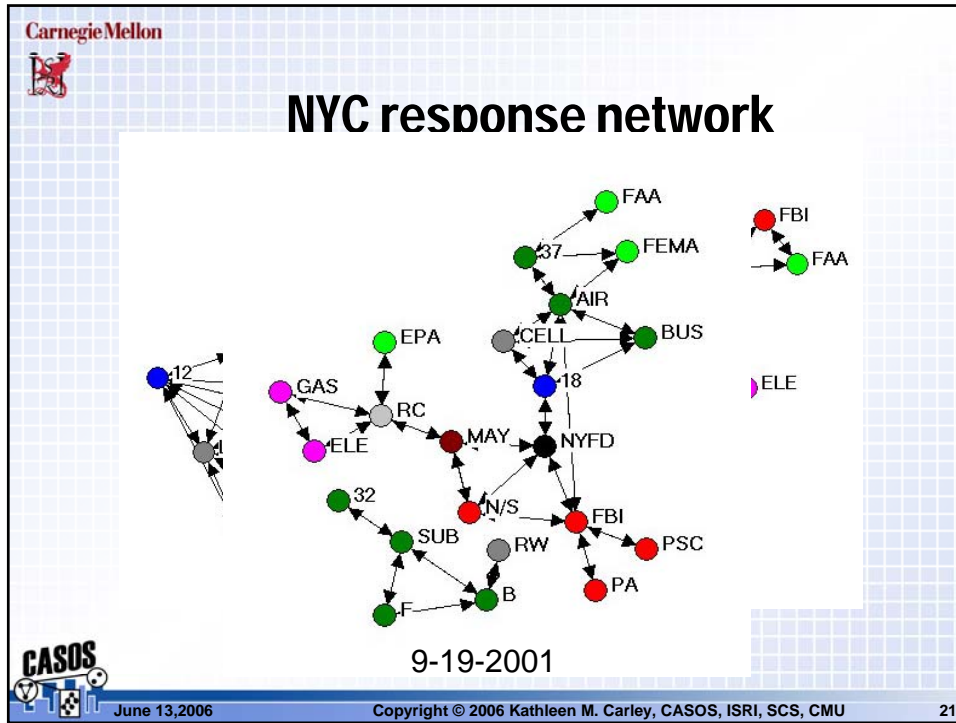 Carnegie Mellon
NYC response network
FAA
FBI
37
FEMA
FAA
AIR
CELL
BUS
EPA
12
18
GAS
ELE
RC
MAY
NYFD
ELE
32
N/S
FBI
SUB
RW
PSC
PA
B
F
9-19-2001
CASOS
June 13,2006
Copyright © 2006 Kathleen M. Carley, CASOS, ISRI, SCS, CMU
21